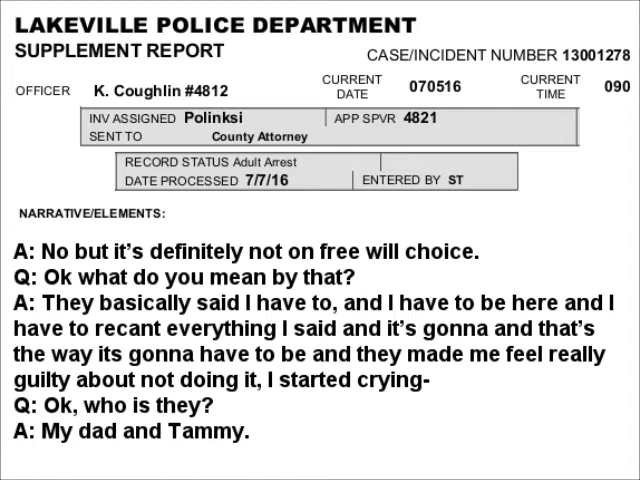 LAKEVILLE POLICE DEPARTMENT
SUPPLEMENT REPORT
CASE/INCIDENT NUMBER 13001278
OFFICER K. Coughlin #4812 CURRENT DATE 070516 CURRENT TIME 090
INV ASSIGNED Polinksi APP SPVR 4821
SENT TO County Attorney
RECORD STATUS Adult Arrest
DATE PROCESSED 7/7/16 ENTERED BY ST
NARRATIVE/ELEMENTS:
A: No but it's definitely not on free will choice.
Q: Ok what do you mean by that?
A: They basically said I have to, and I have to be here and I
have to recant everything I said and it's gonna and that's
the way its gonna have to be and they made me feel really
guilty about not doing it, I started crying-
Q: Ok, who is they?
A: My dad and Tammy.